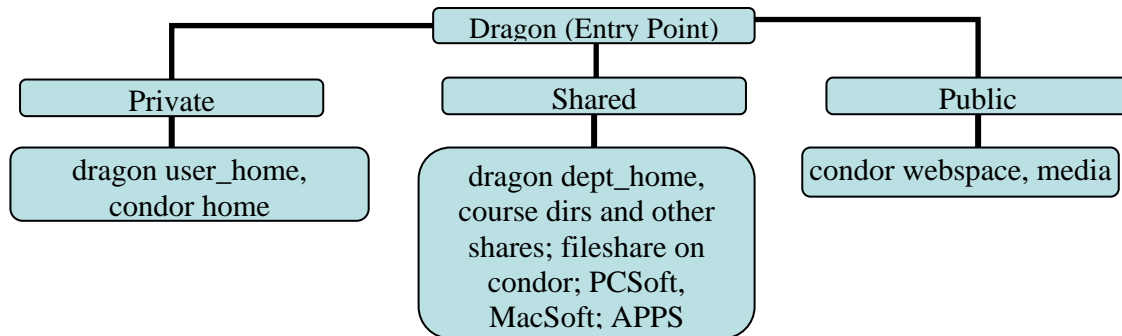 Dragon (Entry Point)
Private
Shared
Public
dragon user_home,
condor home
dragon dept_home,
course dirs and other
shares; fileshare on
condor; PCSoft,
MacSoft; APPS
condor webspace, media